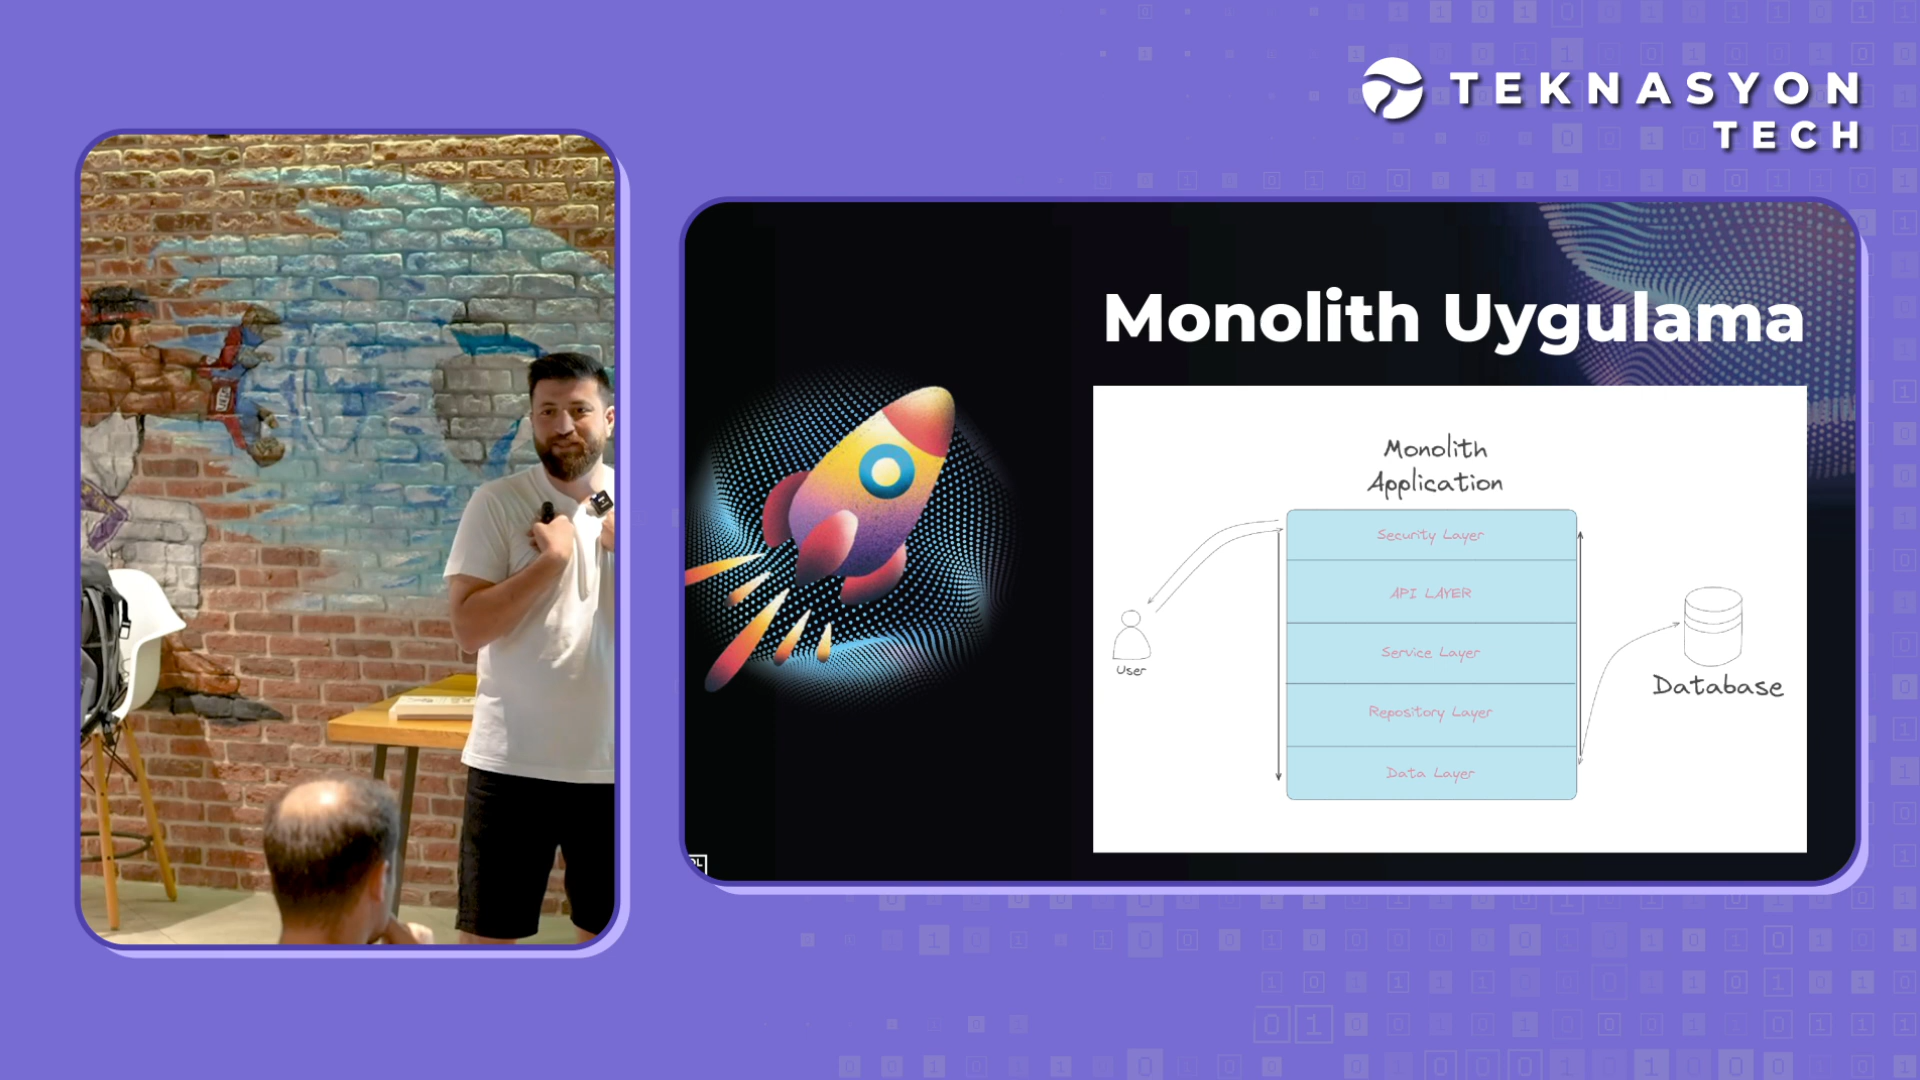 TEKNASYON
TECH
Monolith Uygulama
Monolith
Application
Security Layer
API LAYER
Service Layer
Repository Layer
Data Layer
User
Database